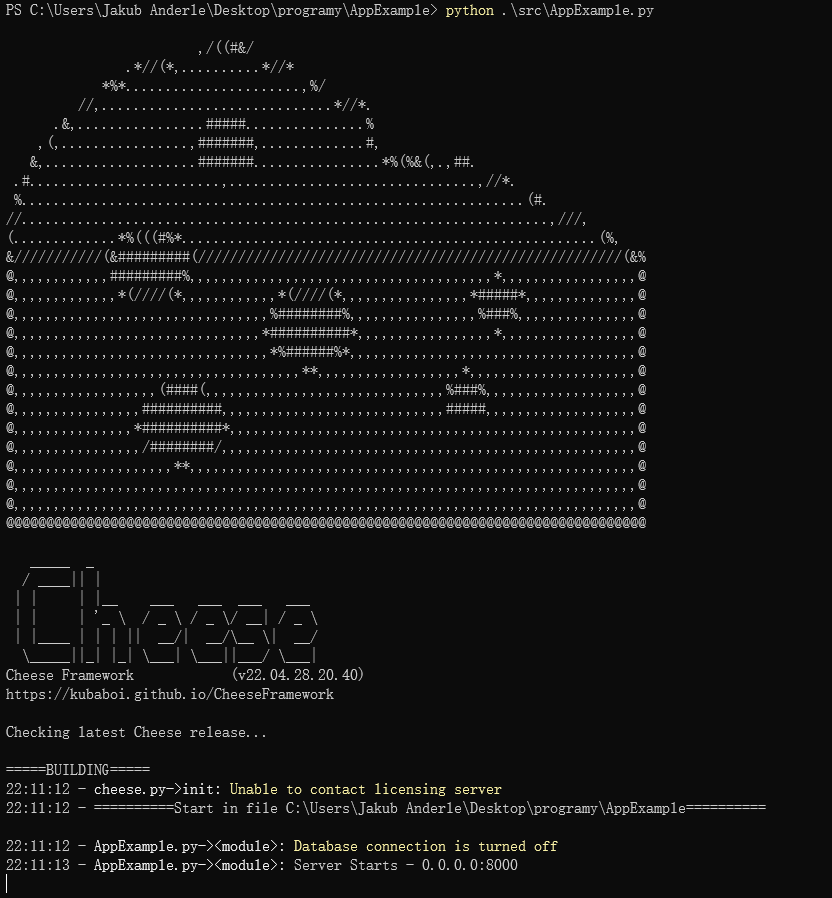 PS C:\Users\Jakub Anderle\Desktop\programy\AppExample> python .\src\AppExample.py
Cheese
Cheese Framework (v22.04.28.20.40)
https://kubaboi.github.io/CheeseFramework
Checking latest Cheese release...
=====BUILDING=====
22:11:12 - cheese.py->init: Unable to contact licensing server
22:11:12 - ==========Start in file C:\Users\Jakub Anderle\Desktop\programy\AppExample==========
22:11:12 - AppExample.py-><module>: Database connection is turned off
22:11:13 - AppExample.py-><module>: Server Starts - 0.0.0.0:8000